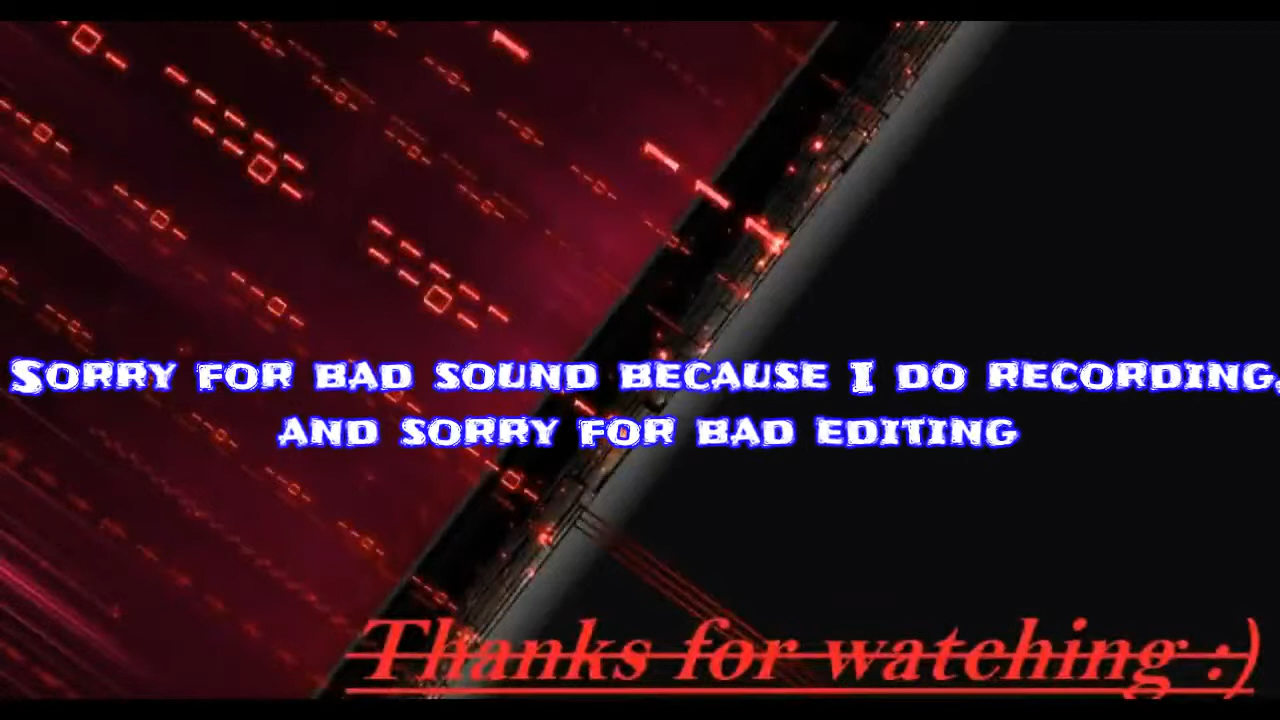 Sorry for bad sound because I do recording,
and sorry for bad editing
Thanks for watching :)